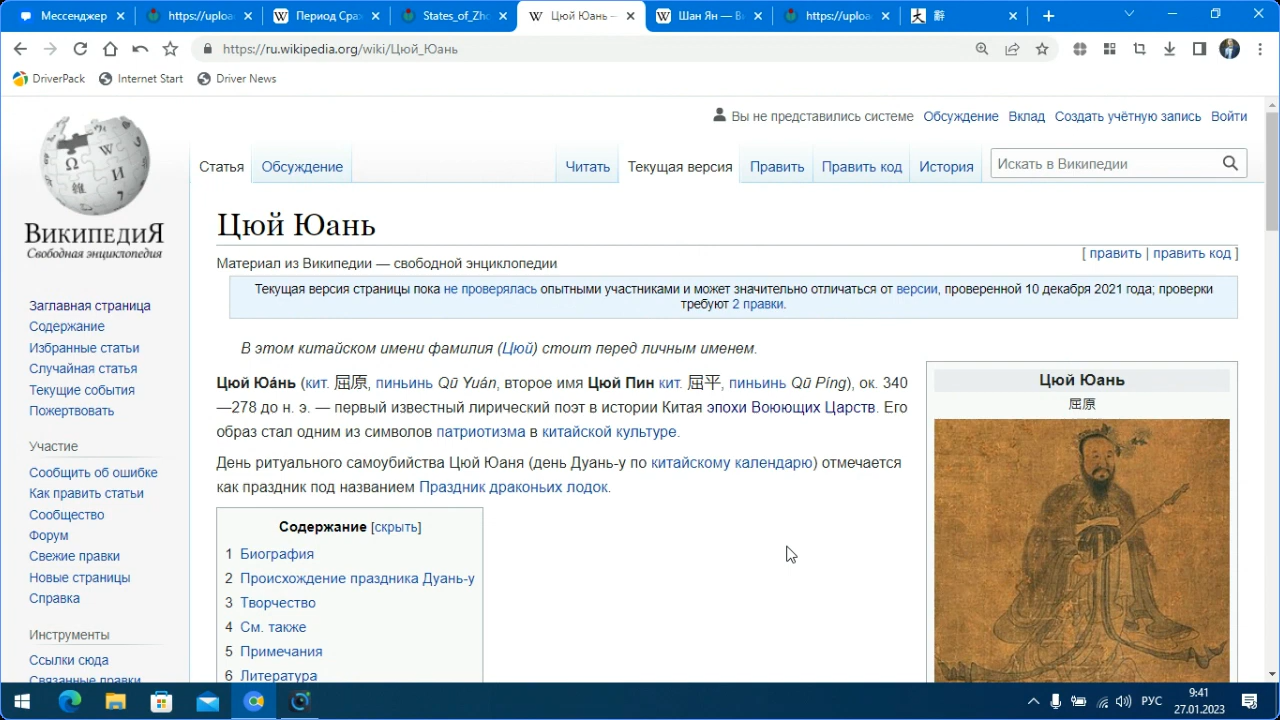 Мессенджер
https://uploa
Период Сраж
States_of_Zho
Цюй Юань —
Шан Ян — Ви
https://uploa
辭
https://ru.wikipedia.org/wiki/Цюй_Юань
DriverPack
Internet Start
Driver News
Вы не представились системе
Обсуждение
Вклад
Создать учётную запись
Войти
Статья
Обсуждение
Читать
Текущая версия
Править
Править код
История
Искать в Википедии
ВикипедиЯ
Свободная энциклопедия
Цюй Юань
[ править | править код ]
Материал из Википедии — свободной энциклопедии
Текущая версия страницы пока не проверялась опытными участниками и может значительно отличаться от версии, проверенной 10 декабря 2021 года; проверки
требуют 2 правки.
В этом китайском имени фамилия (Цюй) стоит перед личным именем.
Цюй Юа́нь (кит. 屈原, пиньинь Qū Yuán, второе имя Цюй Пин кит. 屈平, пиньинь Qū Píng), ок. 340
—278 до н. э. — первый известный лирический поэт в истории Китая эпохи Воюющих Царств. Его
образ стал одним из символов патриотизма в китайской культуре.
День ритуального самоубийства Цюй Юаня (день Дуань-у по китайскому календарю) отмечается
как праздник под названием Праздник драконьих лодок.
Содержание [скрыть]
1 Биография
2 Происхождение праздника Дуань-у
3 Творчество
4 См. также
5 Примечания
6 Литература
Цюй Юань
屈原
Заглавная страница
Содержание
Избранные статьи
Случайная статья
Текущие события
Пожертвовать
Участие
Сообщить об ошибке
Как править статьи
Сообщество
Форум
Свежие правки
Новые страницы
Справка
Инструменты
Ссылки сюда
Связанные правки
РУС
9:41
27.01.2023